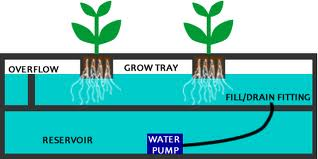 OVERFLOW
GROW TRAY
FILL/DRAIN FITTING
RESERVOIR
WATER
PUMP